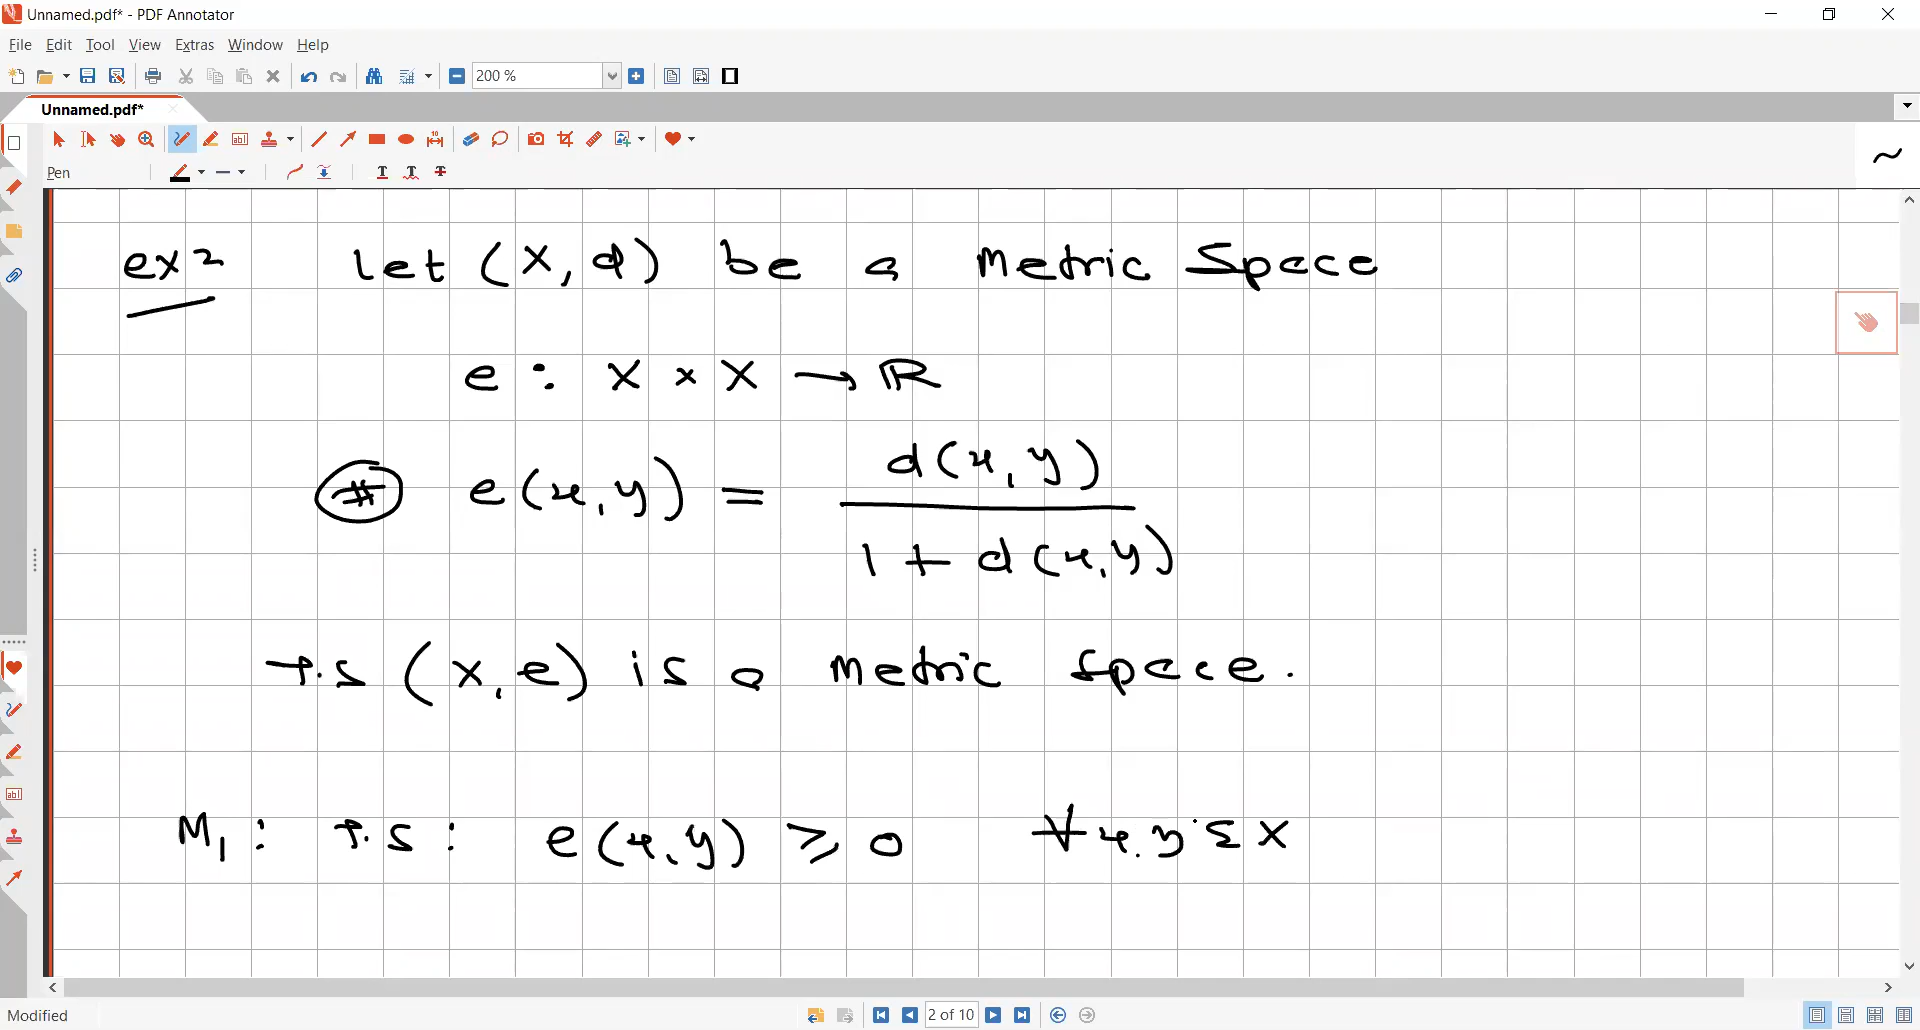 Unnamed.pdf* - PDF Annotator
File Edit Tool View Extras Window Help
200 %
Unnamed.pdf*
Pen
ex 2 Let (X, d) be a Metric Space
e : X × X → ℝ
⊛ e(x,y) = d(x,y)
1 + d(x,y)
T.S (X, e) is a Metric Space.
M₁ : T.S : e(x,y) ⩾ 0 ∀ x,y ∈ X
Modified
2 of 10